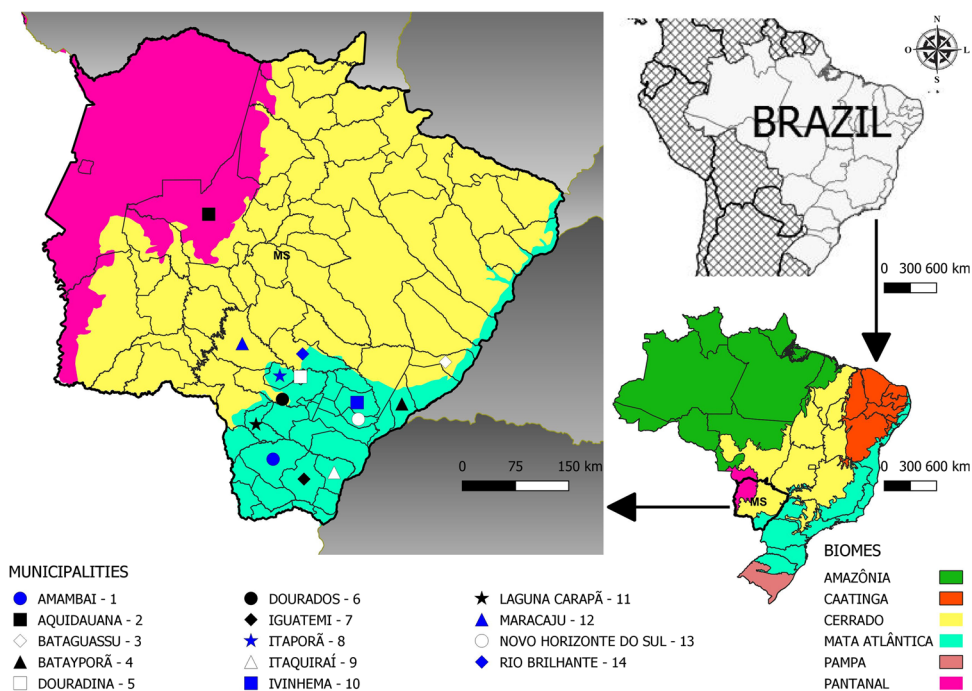 N
O L
S
BRAZIL
0 300 600 km
MS
0 75 150 km
0 300 600 km
MS
MUNICIPALITIES
AMAMBAI - 1
AQUIDAUANA - 2
BATAGUASSU - 3
BATAYPORÃ - 4
DOURADINA - 5
DOURADOS - 6
IGUATEMI - 7
ITAPORÃ - 8
ITAQUIRAÍ - 9
IVINHEMA - 10
LAGUNA CARAPÃ - 11
MARACAJU - 12
NOVO HORIZONTE DO SUL - 13
RIO BRILHANTE - 14
BIOMES
AMAZÔNIA
CAATINGA
CERRADO
MATA ATLÂNTICA
PAMPA
PANTANAL